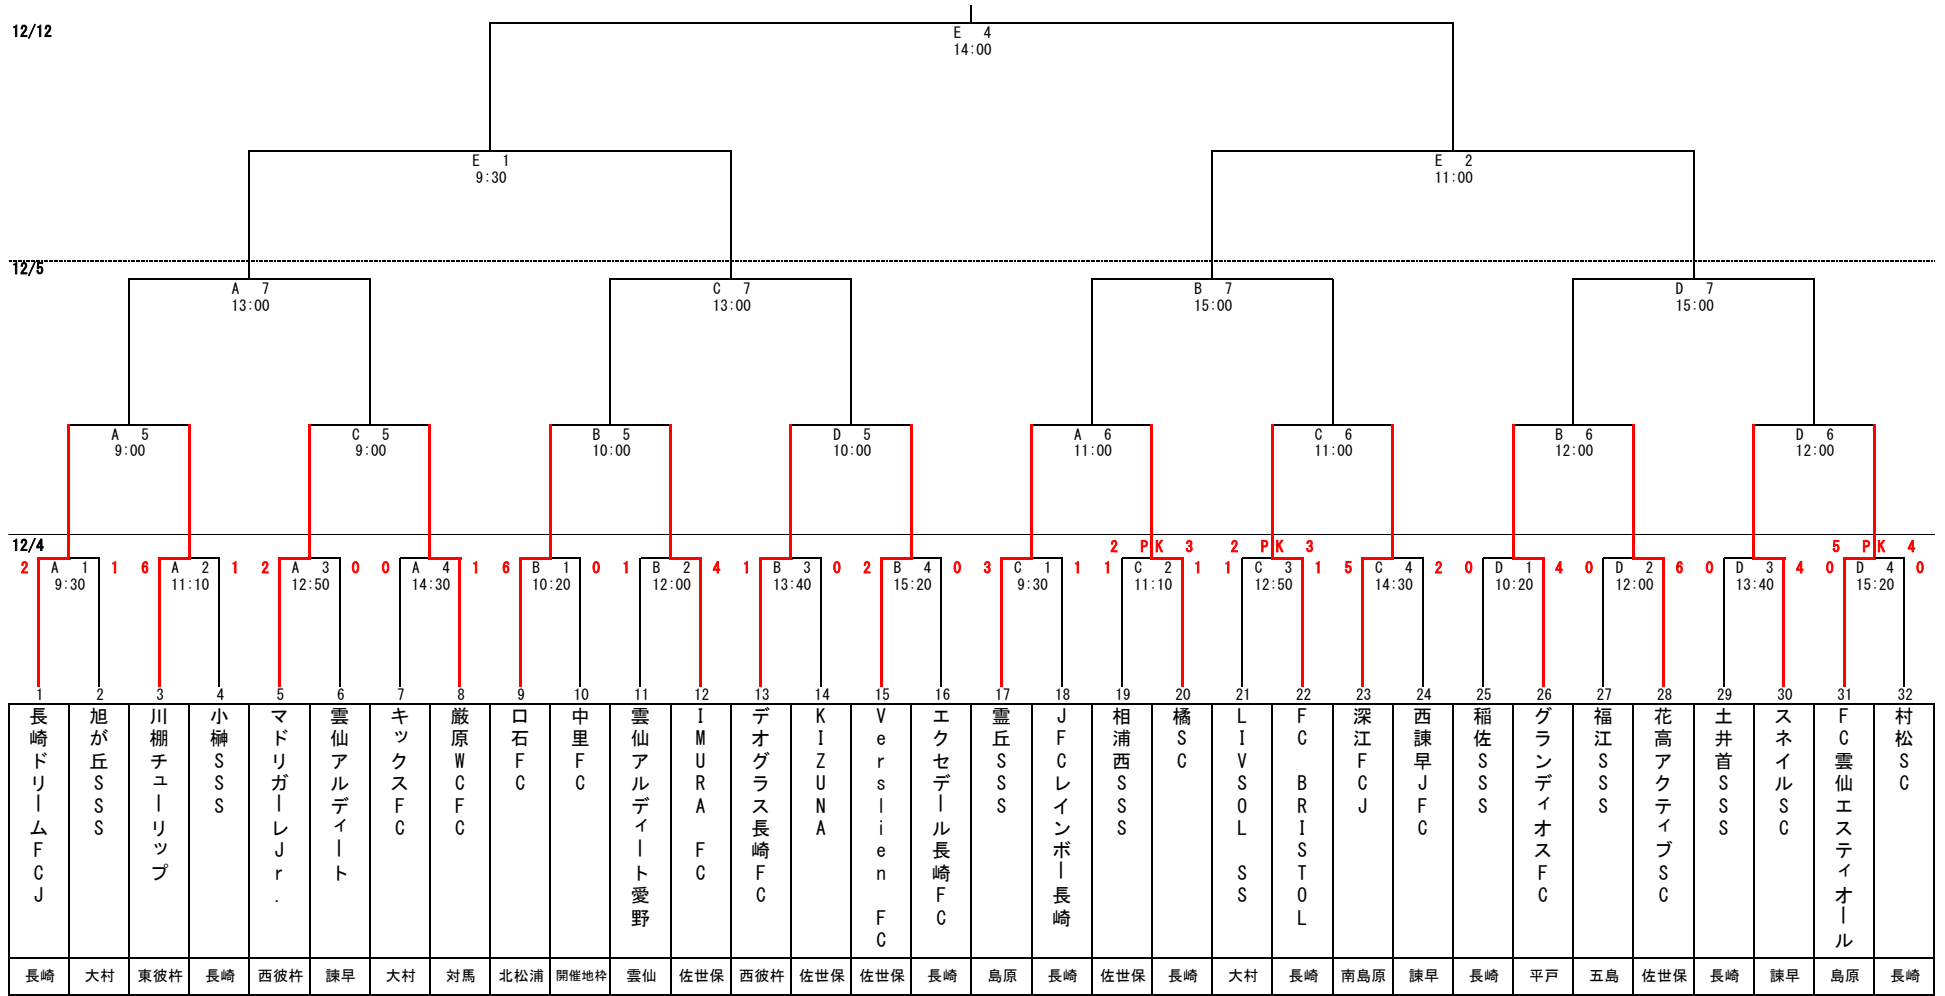 12/12
E 4
14:00
E 1
9:30
E 2
11:00
12/5
A 7
13:00
C 7
13:00
B 7
15:00
D 7
15:00
A 5
9:00
C 5
9:00
B 5
10:00
D 5
10:00
A 6
11:00
C 6
11:00
B 6
12:00
D 6
12:00
12/4
2 PK 3
2 PK 3
5 PK 4
2 A 1 1
9:30
6 A 2 1
11:10
2 A 3 0
12:50
0 A 4 1
14:30
6 B 1 0
10:20
1 B 2 4
12:00
1 B 3 0
13:40
2 B 4 0
15:20
3 C 1 1
9:30
1 C 2 1
11:10
1 C 3 1
12:50
5 C 4 2
14:30
0 D 1 4
10:20
0 D 2 6
12:00
0 D 3 4
13:40
0 D 4 0
15:20
1 2 3 4 5 6 7 8 9 10 11 12 13 14 15 16 17 18 19 20 21 22 23 24 25 26 27 28 29 30 31 32
長崎ドリームFCJ
旭が丘SSS
川棚チューリップ
小榊SSS
マドリガーレJr.
雲仙アルディート
キックスFC
厳原WCFC
口石FC
中里FC
雲仙アルディート愛野
IMURA FC
デオグラス長崎FC
KIZUNA
Verslien FC
エクセデール長崎FC
霊丘SSS
JFCレインボー長崎
相浦西SSS
橘SC
LIVSOL SS
FC BRISTOL
深江FCJ
西諫早JFC
稲佐SSS
グランディオスFC
福江SSS
花高アクティブSC
土井首SSS
スネイルSC
FC雲仙エスティオール
村松SC
長崎 大村 東彼杵 長崎 西彼杵 諫早 大村 対馬 北松浦 開催地枠 雲仙 佐世保 西彼杵 佐世保 佐世保 長崎 島原 長崎 佐世保 長崎 大村 長崎 南島原 諫早 長崎 平戸 五島 佐世保 長崎 諫早 島原 長崎